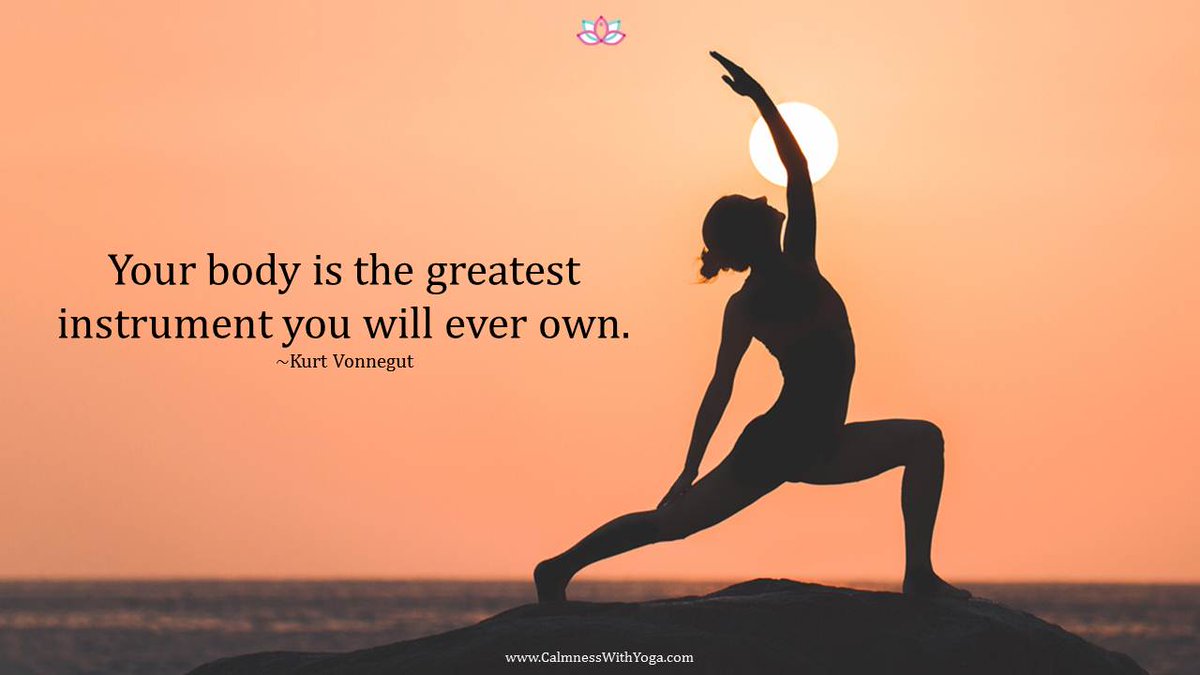 Your body is the greatest
instrument you will ever own.
~Kurt Vonnegut
www.CalmnessWithYoga.com